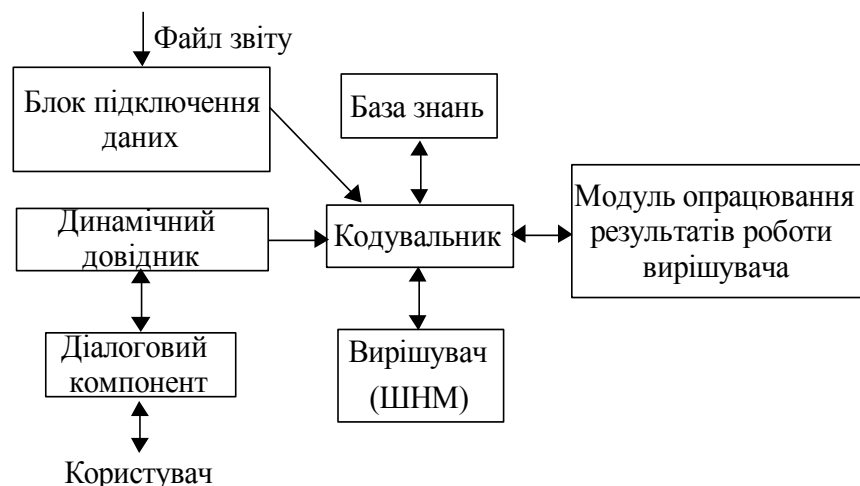 Файл звіту
Блок підключення
даних
База знань
Модуль опрацювання
результатів роботи
вирішувача
Динамічний
довідник
Кодувальник
Діалоговий
компонент
Вирішувач
(ШНМ)
Користувач